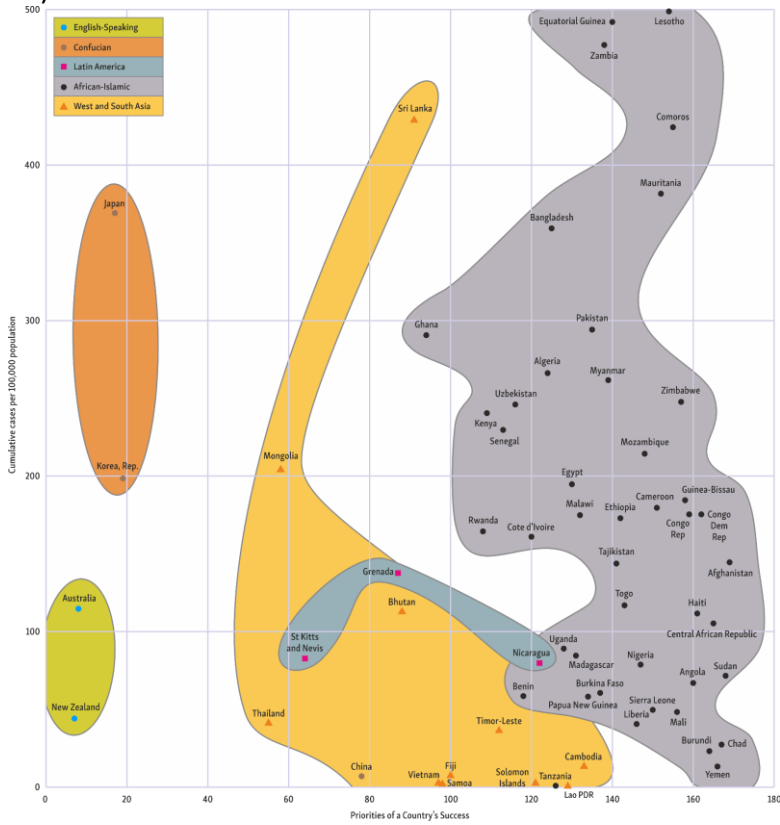 English-Speaking
Confucian
Latin America
African-Islamic
West and South Asia
500
400
300
200
100
0
Cumulative cases per 100,000 population
Equatorial Guinea
Lesotho
Zambia
Sri Lanka
Comoros
Mauritania
Japan
Bangladesh
Ghana
Pakistan
Algeria
Myanmar
Uzbekistan
Zimbabwe
Kenya
Senegal
Mozambique
Mongolia
Korea, Rep.
Egypt
Guinea-Bissau
Cameroon
Malawi
Ethiopia
Congo
Rep
Congo
Dem
Rep
Rwanda
Cote d'Ivoire
Tajikistan
Afghanistan
Grenada
Bhutan
Australia
Togo
Haiti
Central African Republic
St Kitts
and Nevis
Nicaragua
Uganda
Madagascar
Nigeria
Sudan
Angola
Benin
Burkina Faso
Papua New Guinea
Sierra Leone
Liberia
Mali
New Zealand
Thailand
Timor-Leste
Burundi
Chad
Yemen
China
Vietnam
Fiji
Samoa
Solomon
Islands
Tanzania
Cambodia
Lao PDR
0
20
40
60
80
100
120
140
160
180
Priorities of a Country's Success